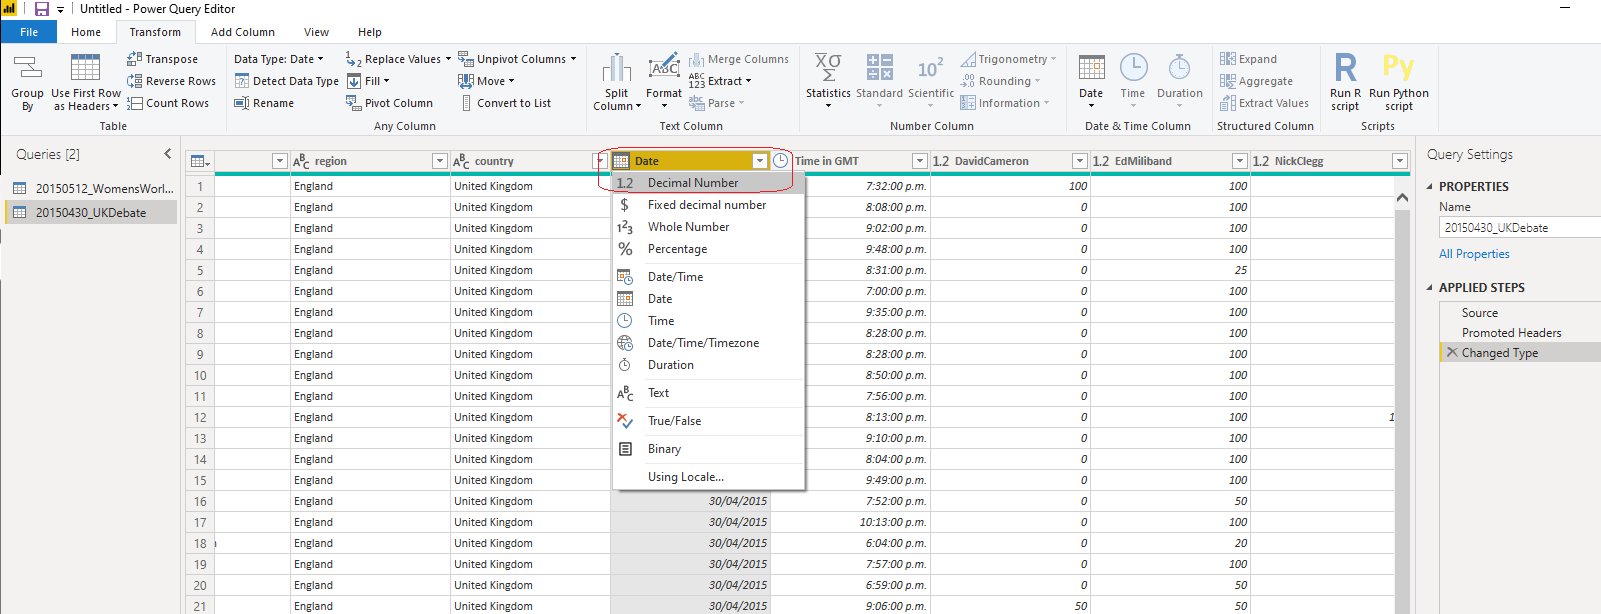 Untitled - Power Query Editor
File Home Transform Add Column View Help
Group By
Use First Row as Headers
Transpose
Reverse Rows
Count Rows
Table
Data Type: Date
Detect Data Type
Rename
Replace Values
Fill
Pivot Column
Unpivot Columns
Move
Convert to List
Any Column
Split Column
Format
Merge Columns
Extract
Parse
Text Column
Statistics
Standard
Scientific
Trigonometry
Rounding
Information
Number Column
Date
Time
Duration
Date & Time Column
Expand
Aggregate
Extract Values
Structured Column
Run R script
Run Python script
Scripts
Queries [2]
20150512_WomensWorl...
20150430_UKDebate
region country Date Time in GMT 1.2 DavidCameron 1.2 EdMiliband 1.2 NickClegg
1 England United Kingdom 7:32:00 p.m. 100 100
2 England United Kingdom 8:08:00 p.m. 0 100
3 England United Kingdom 9:02:00 p.m. 0 100
4 England United Kingdom 9:48:00 p.m. 0 100
5 England United Kingdom 8:31:00 p.m. 0 25
6 England United Kingdom 7:00:00 p.m. 0 100
7 England United Kingdom 9:35:00 p.m. 0 100
8 England United Kingdom 8:28:00 p.m. 0 100
9 England United Kingdom 8:28:00 p.m. 0 100
10 England United Kingdom 8:50:00 p.m. 0 100
11 England United Kingdom 7:56:00 p.m. 0 100
12 England United Kingdom 8:13:00 p.m. 0 100
13 England United Kingdom 9:10:00 p.m. 0 100
14 England United Kingdom 8:04:00 p.m. 0 100
15 England United Kingdom 9:49:00 p.m. 0 100
16 England United Kingdom 30/04/2015 7:52:00 p.m. 0 50
17 England United Kingdom 30/04/2015 10:13:00 p.m. 0 100
18 England United Kingdom 30/04/2015 6:04:00 p.m. 0 20
19 England United Kingdom 30/04/2015 7:57:00 p.m. 0 100
20 England United Kingdom 30/04/2015 6:59:00 p.m. 0 50
21 England United Kingdom 30/04/2015 9:06:00 p.m. 50 50
1.2 Decimal Number
$ Fixed decimal number
123 Whole Number
% Percentage
Date/Time
Date
Time
Date/Time/Timezone
Duration
ABC Text
True/False
Binary
Using Locale...
Query Settings
PROPERTIES
Name
20150430_UKDebate
All Properties
APPLIED STEPS
Source
Promoted Headers
Changed Type